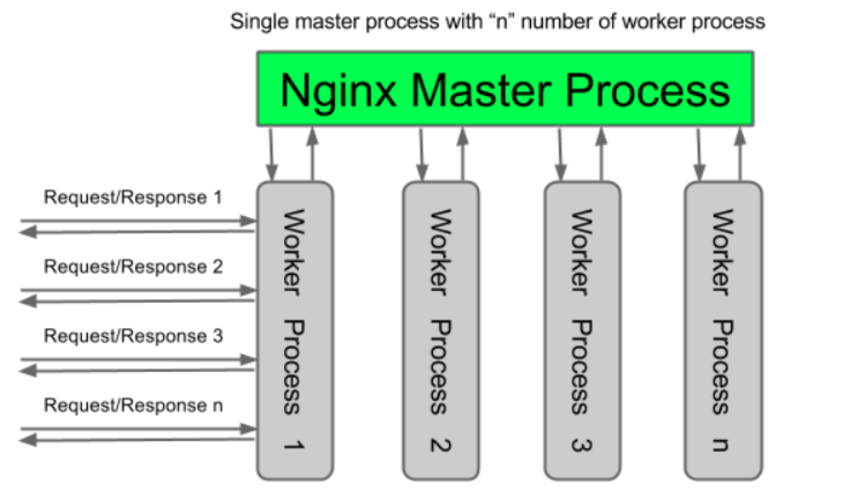 Single master process with “n” number of worker process
Nginx Master Process
Request/Response 1
Request/Response 2
Request/Response 3
Request/Response n
Worker Process 1
Worker Process 2
Worker Process 3
Worker Process n